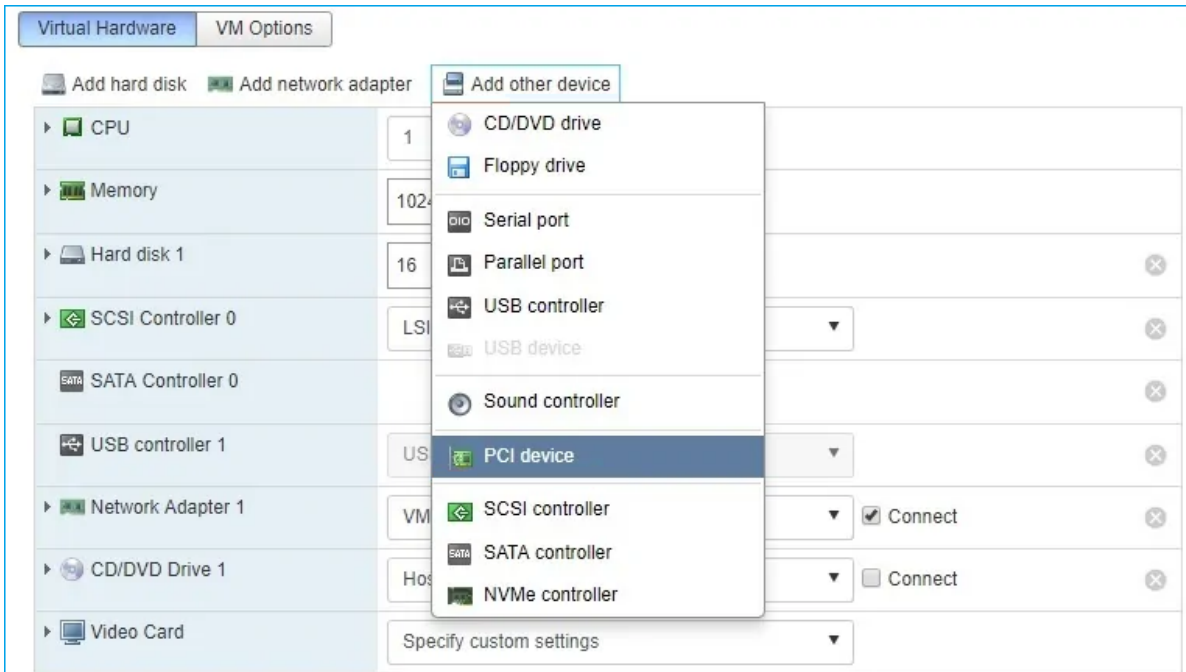 Virtual Hardware VM Options
Add hard disk Add network adapter Add other device
CPU 1
Memory 1024
Hard disk 1 16
SCSI Controller 0 LSI
SATA Controller 0
USB controller 1 US
Network Adapter 1 VM Connect
CD/DVD Drive 1 Hos Connect
Video Card Specify custom settings
CD/DVD drive
Floppy drive
Serial port
Parallel port
USB controller
USB device
Sound controller
PCI device
SCSI controller
SATA controller
NVMe controller